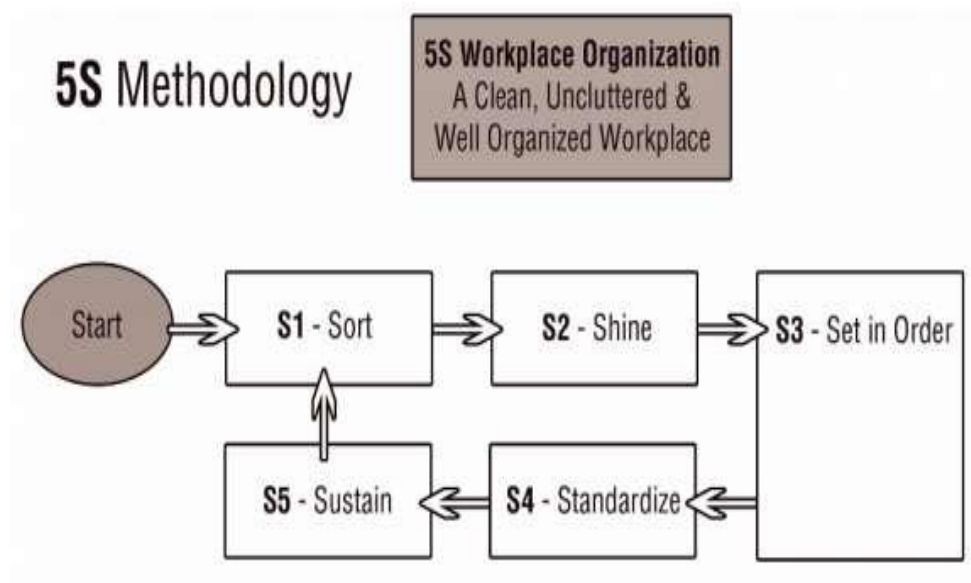 5S Methodology
5S Workplace Organization
A Clean, Uncluttered &
Well Organized Workplace
Start
S1 - Sort
S2 - Shine
S3 - Set in Order
S5 - Sustain
S4 - Standardize